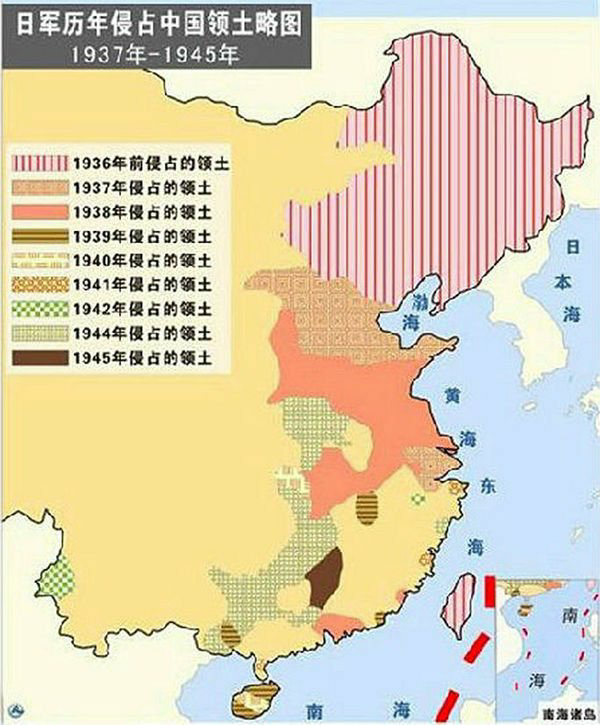 日军历年侵占中国领土略图
1937年-1945年
1936年前侵占的领土
1937年侵占的领土
1938年侵占的领土
1939年侵占的领土
1940年侵占的领土
1941年侵占的领土
1942年侵占的领土
1944年侵占的领土
1945年侵占的领土
渤海
日本海
黄海
东海
南海
南海
南海诸岛